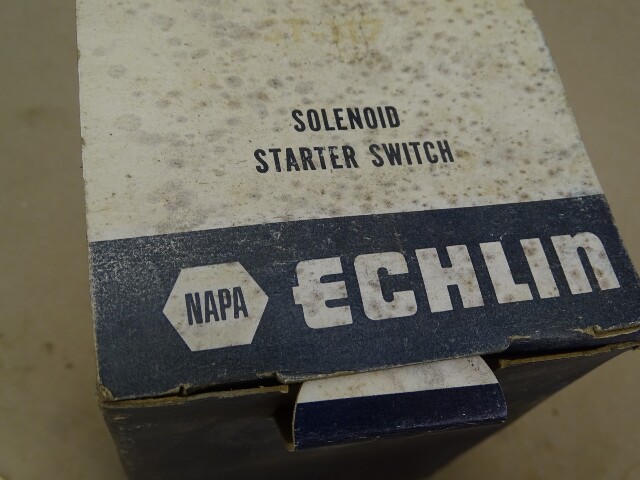 SOLENOID
STARTER SWITCH
NAPA ECHLIN